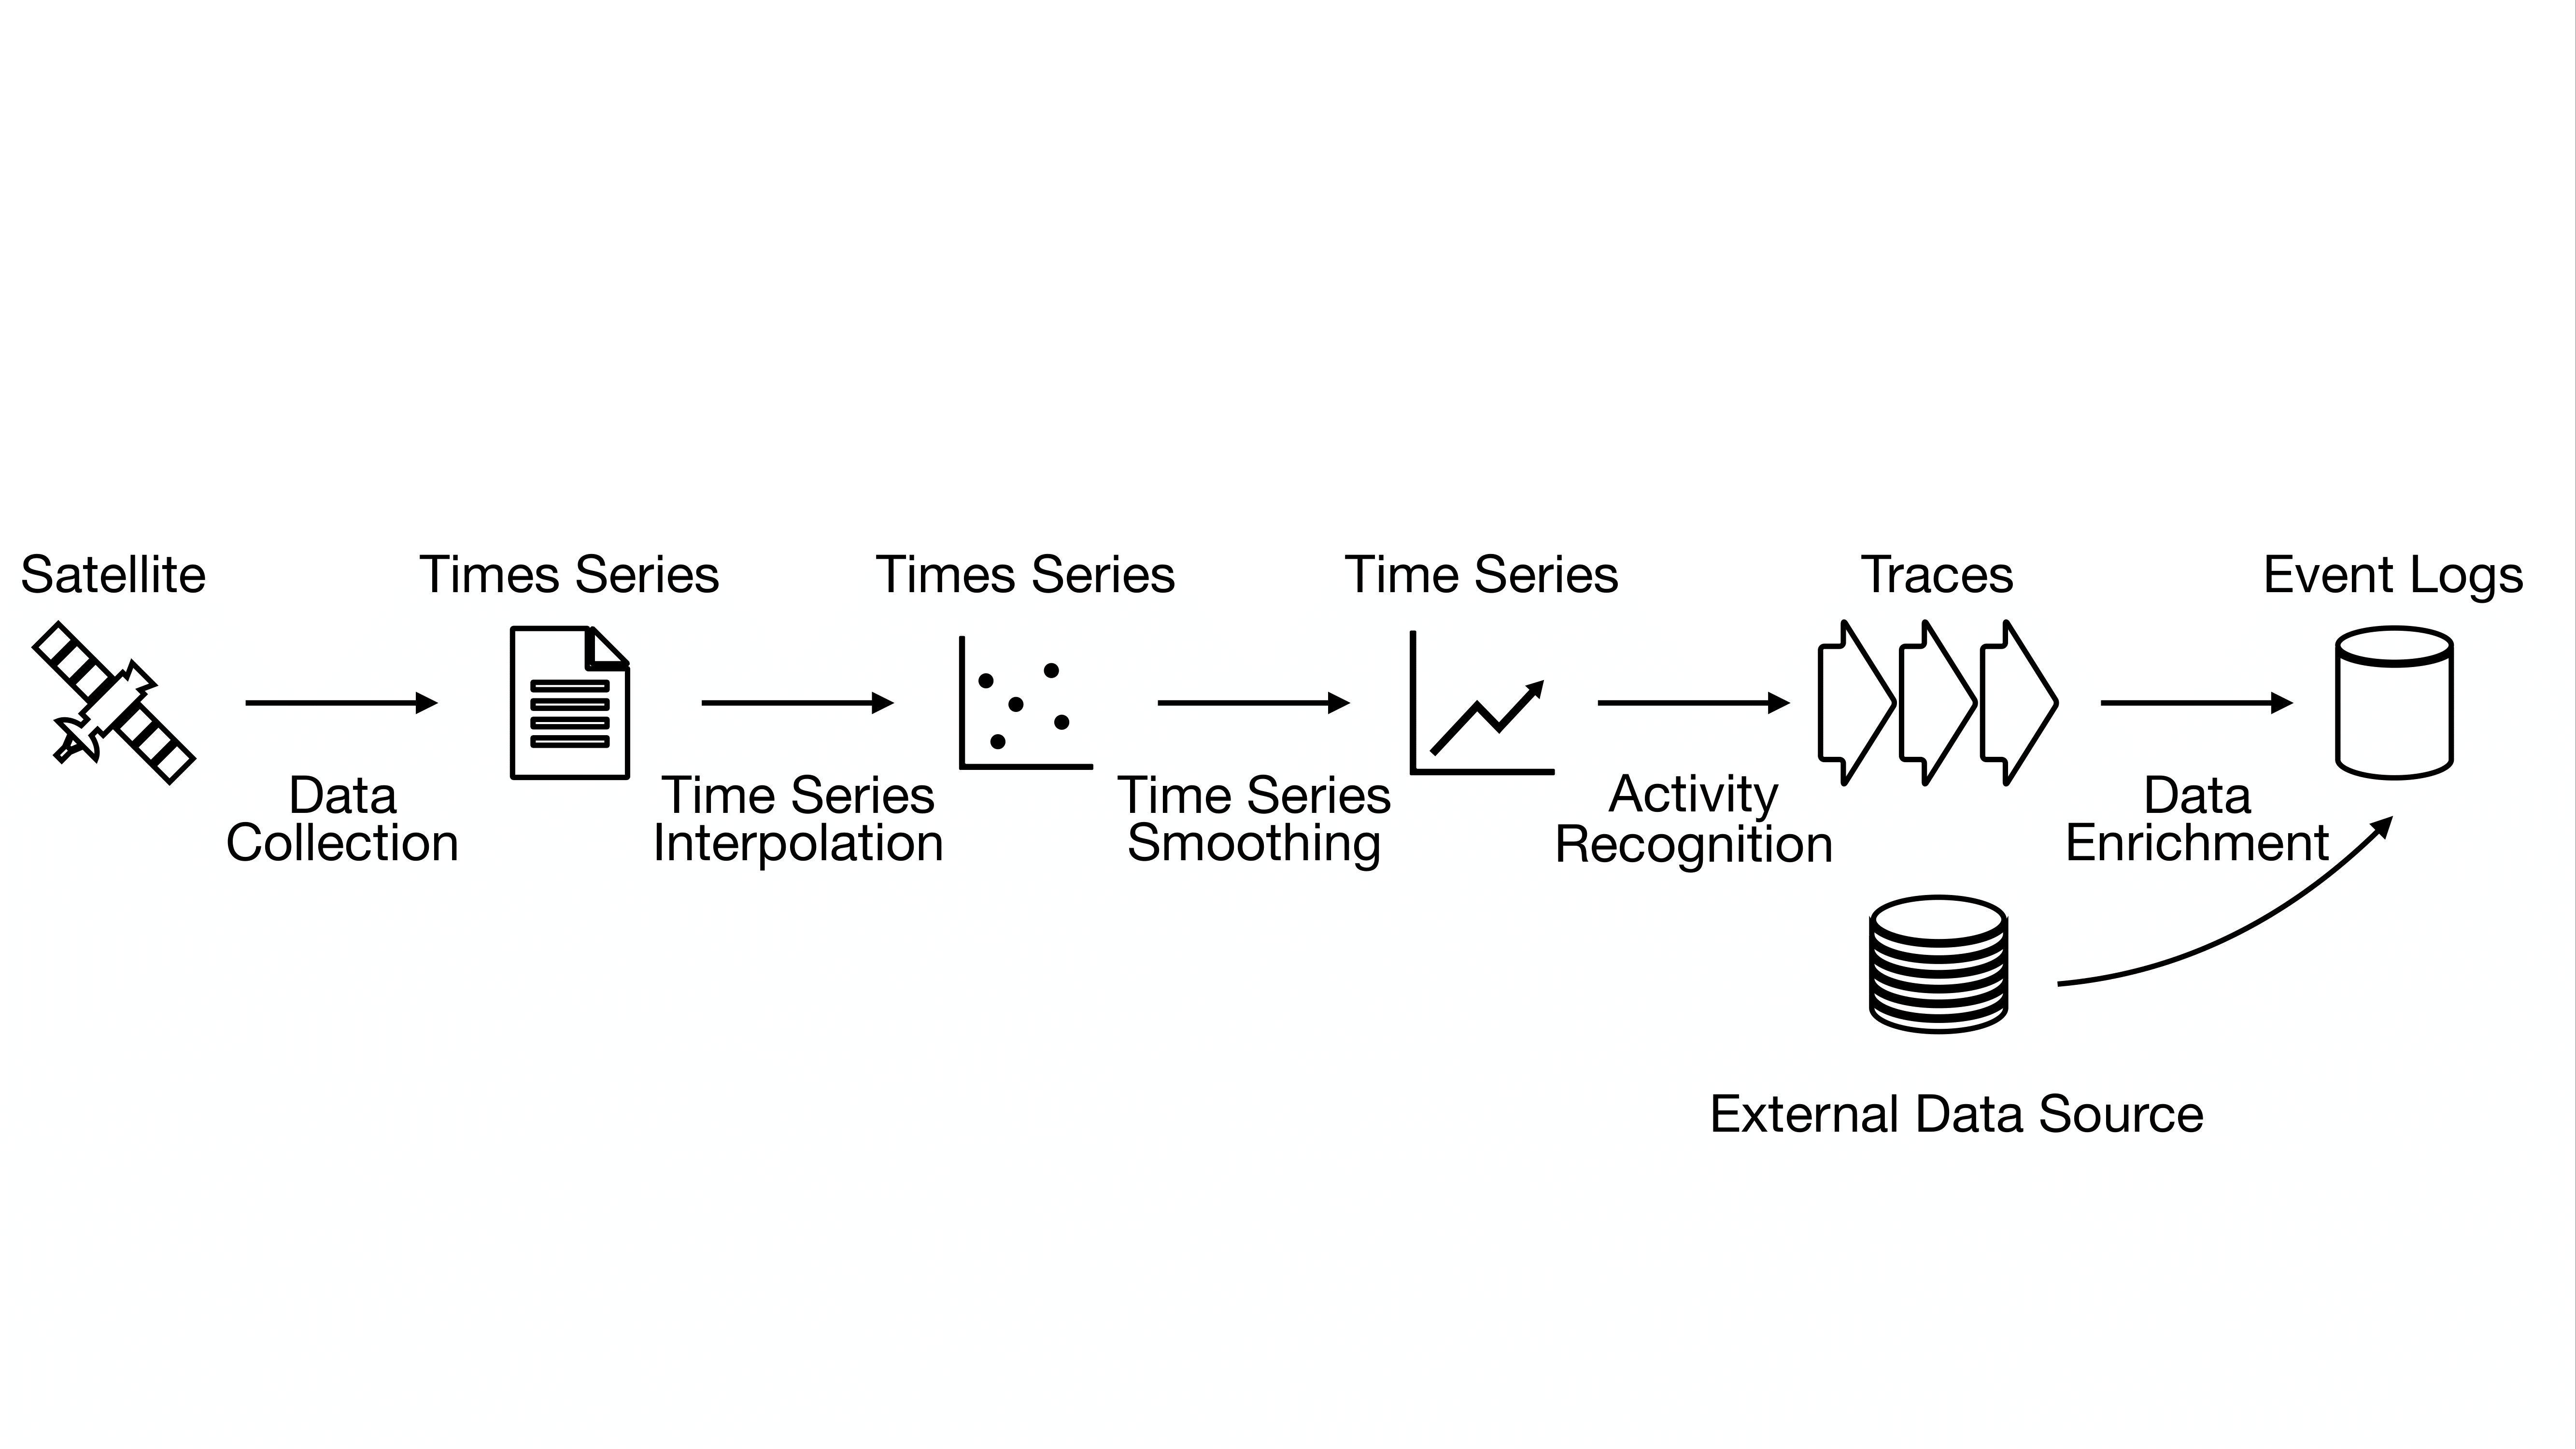 Satellite
Times Series
Times Series
Time Series
Traces
Event Logs
Data
Collection
Time Series
Interpolation
Time Series
Smoothing
Activity
Recognition
Data
Enrichment
External Data Source